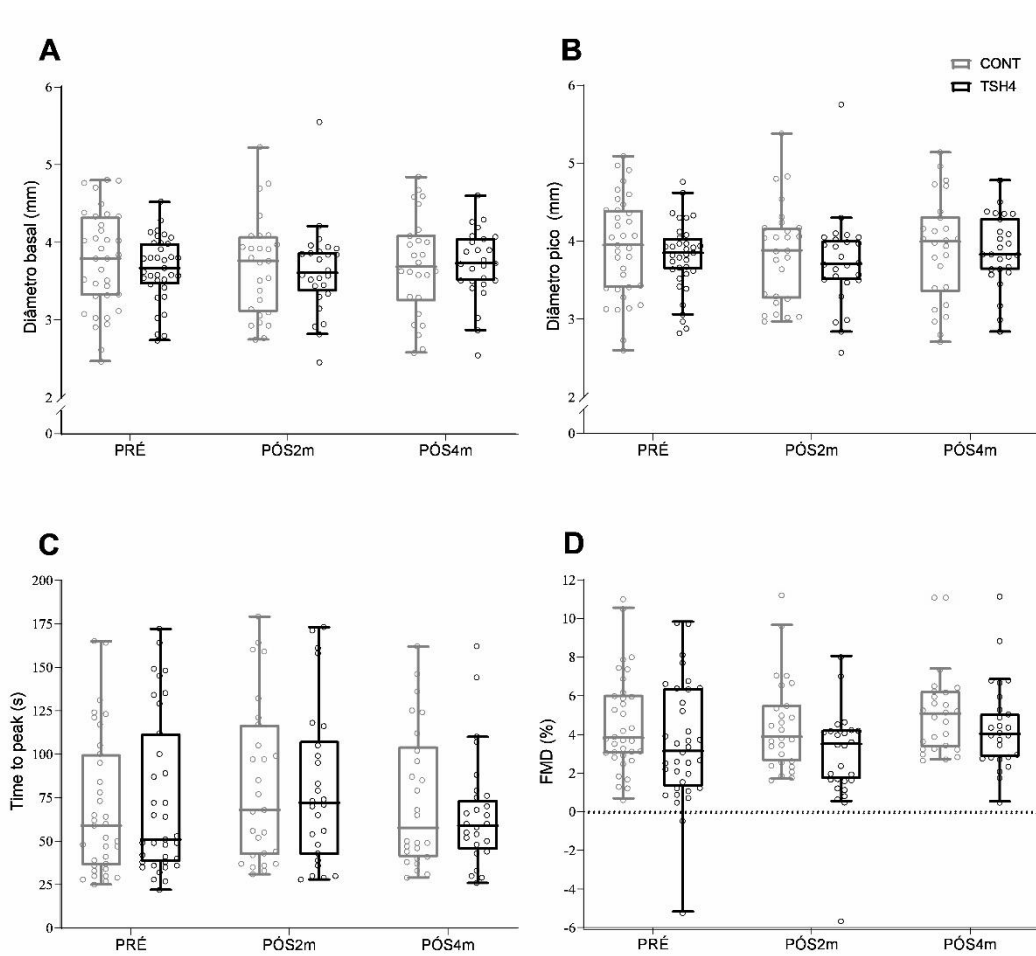 A
Diâmetro basal (mm)
6
5
4
3
2
0
PRÉ PÓS2m PÓS4m
B
CONT
TSH4
Diâmetro pico (mm)
6
5
4
3
2
0
PRÉ PÓS2m PÓS4m
C
Time to peak (s)
200
175
150
125
100
75
50
25
0
PRÉ PÓS2m PÓS4m
D
FMD (%)
12
10
8
6
4
2
0
-2
-4
-6
PRÉ PÓS2m PÓS4m